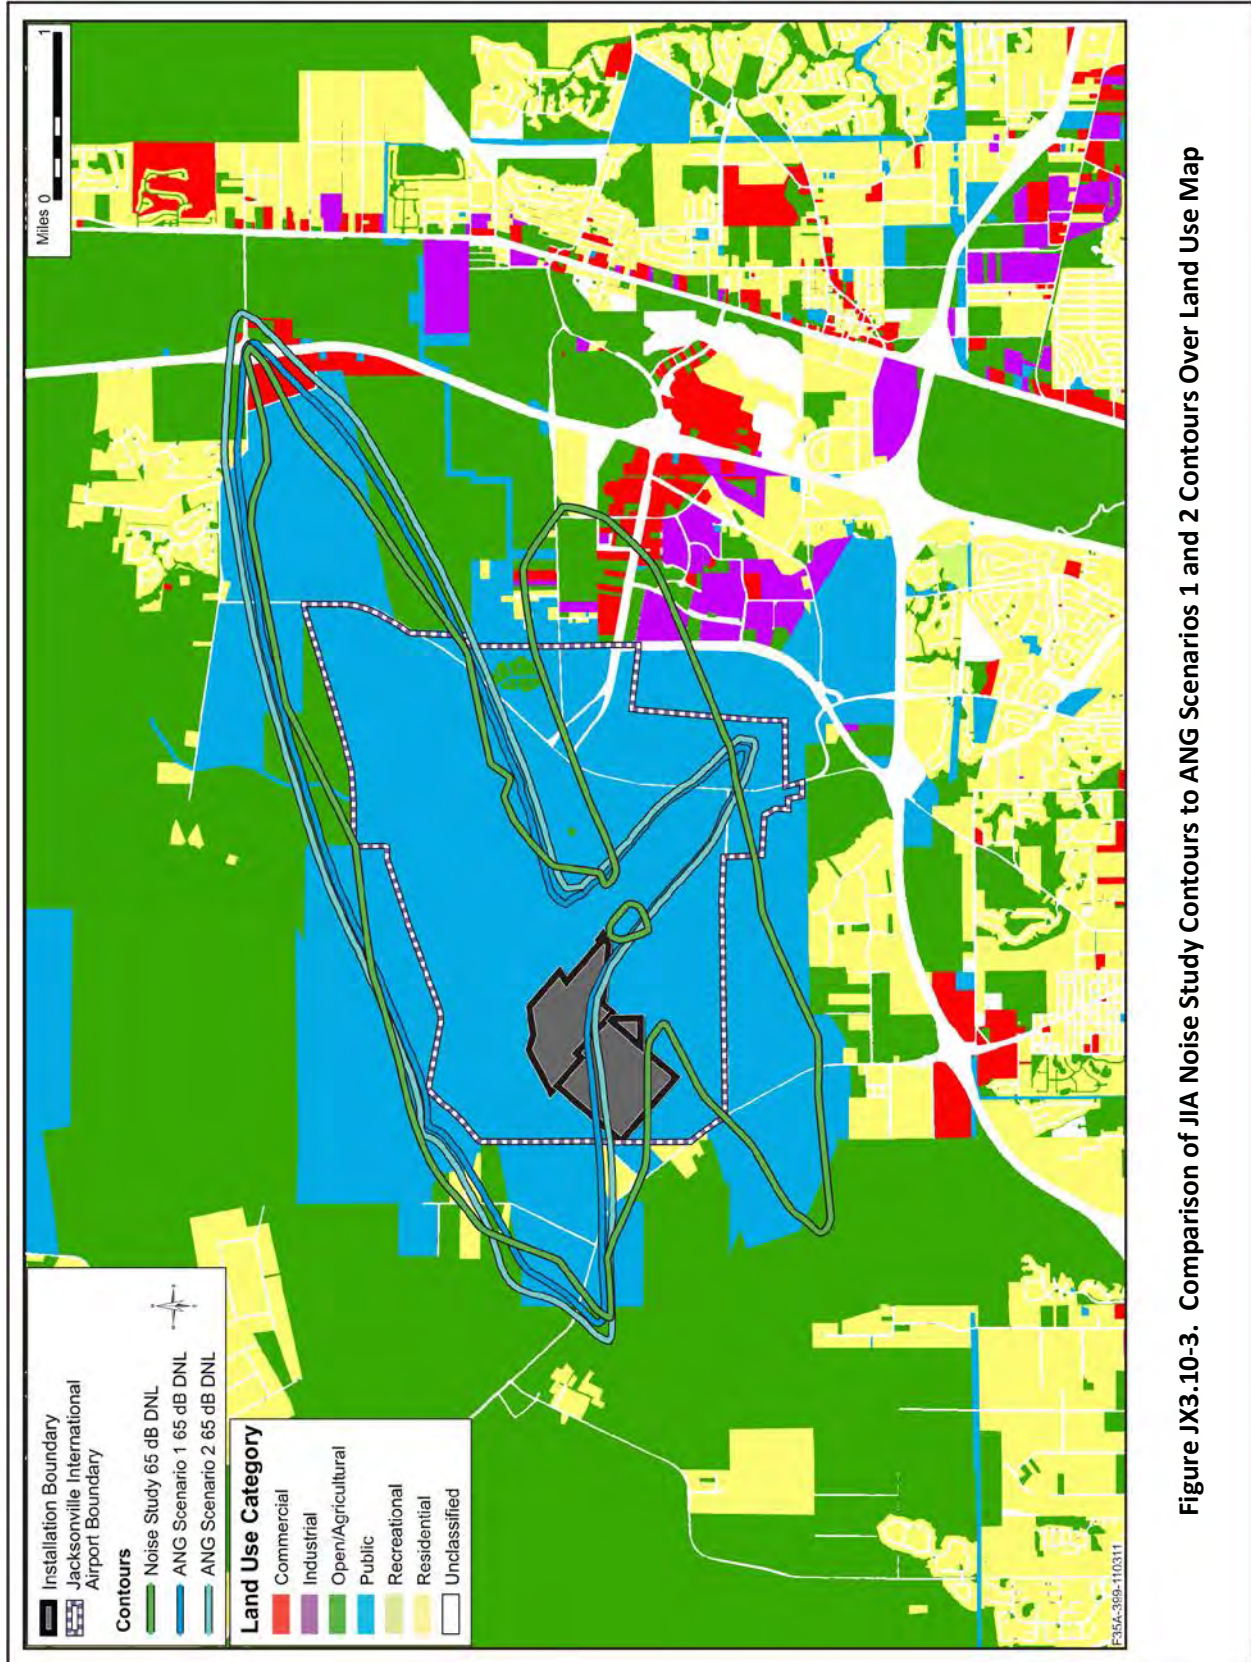 Miles 0 1
Installation Boundary
Jacksonville International
Airport Boundary
Contours
Noise Study 65 dB DNL
ANG Scenario 1 65 dB DNL
ANG Scenario 2 65 dB DNL
Land Use Category
Commercial
Industrial
Open/Agricultural
Public
Recreational
Residential
Unclassified
F35A-399-110311
Figure JX3.10-3. Comparison of JIA Noise Study Contours to ANG Scenarios 1 and 2 Contours Over Land Use Map